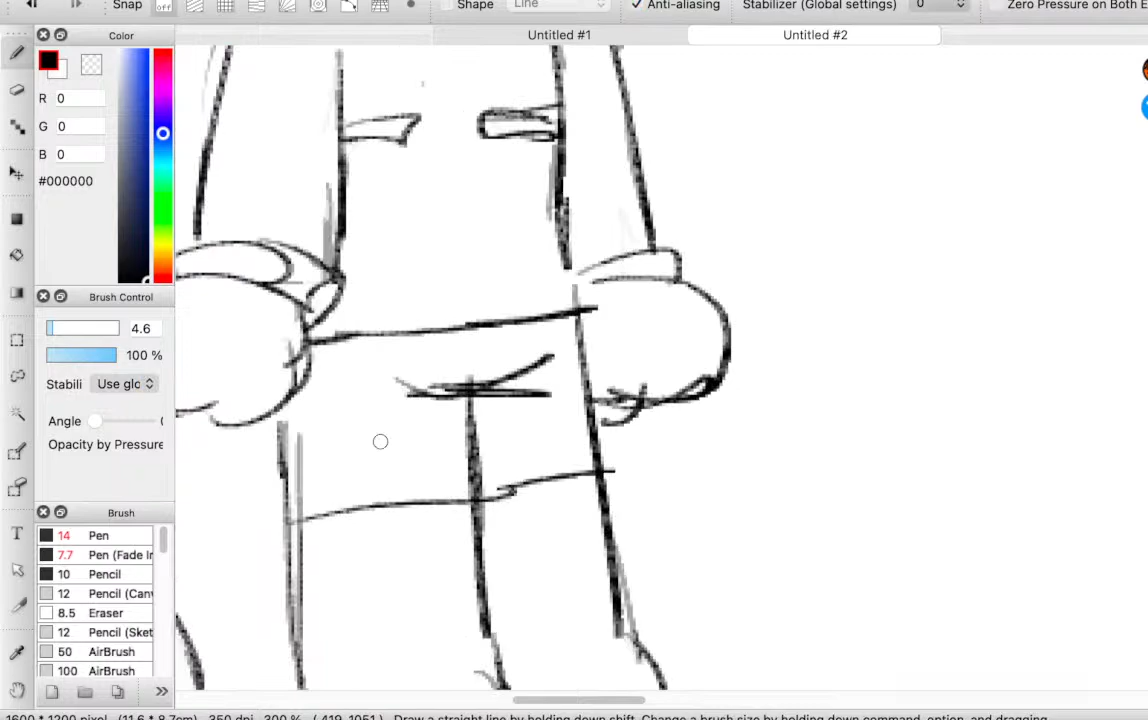 Snap off Shape Line Anti-aliasing Stabilizer (Global settings) 0 Zero Pressure on Both E
Color
Untitled #1 Untitled #2
R 0
G 0
B 0
#000000
Brush Control
4.6
100 %
Stabili Use glo
Angle
Opacity by Pressure
Brush
14 Pen
7.7 Pen (Fade In
10 Pencil
12 Pencil (Canv
8.5 Eraser
12 Pencil (Sket
50 AirBrush
100 AirBrush
T
1600 * 1200 pixel (11.6 * 8.7cm) 350 dpi 300 % ( 419, 1051 ) Draw a straight line by holding down shift, Change a brush size by holding down command, option, and dragging